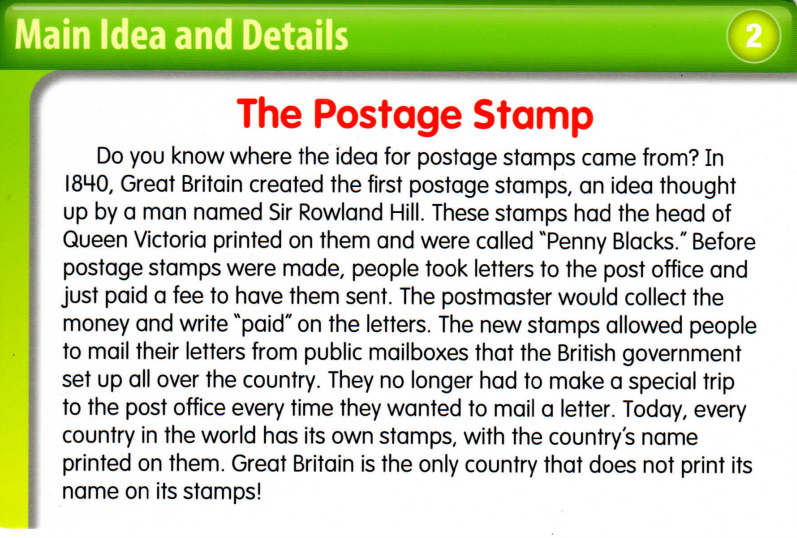 Main Idea and Details
2
The Postage Stamp
Do you know where the idea for postage stamps came from? In
1840, Great Britain created the first postage stamps, an idea thought
up by a man named Sir Rowland Hill. These stamps had the head of
Queen Victoria printed on them and were called "Penny Blacks." Before
postage stamps were made, people took letters to the post office and
just paid a fee to have them sent. The postmaster would collect the
money and write "paid" on the letters. The new stamps allowed people
to mail their letters from public mailboxes that the British government
set up all over the country. They no longer had to make a special trip
to the post office every time they wanted to mail a letter. Today, every
country in the world has its own stamps, with the country's name
printed on them. Great Britain is the only country that does not print its
name on its stamps!